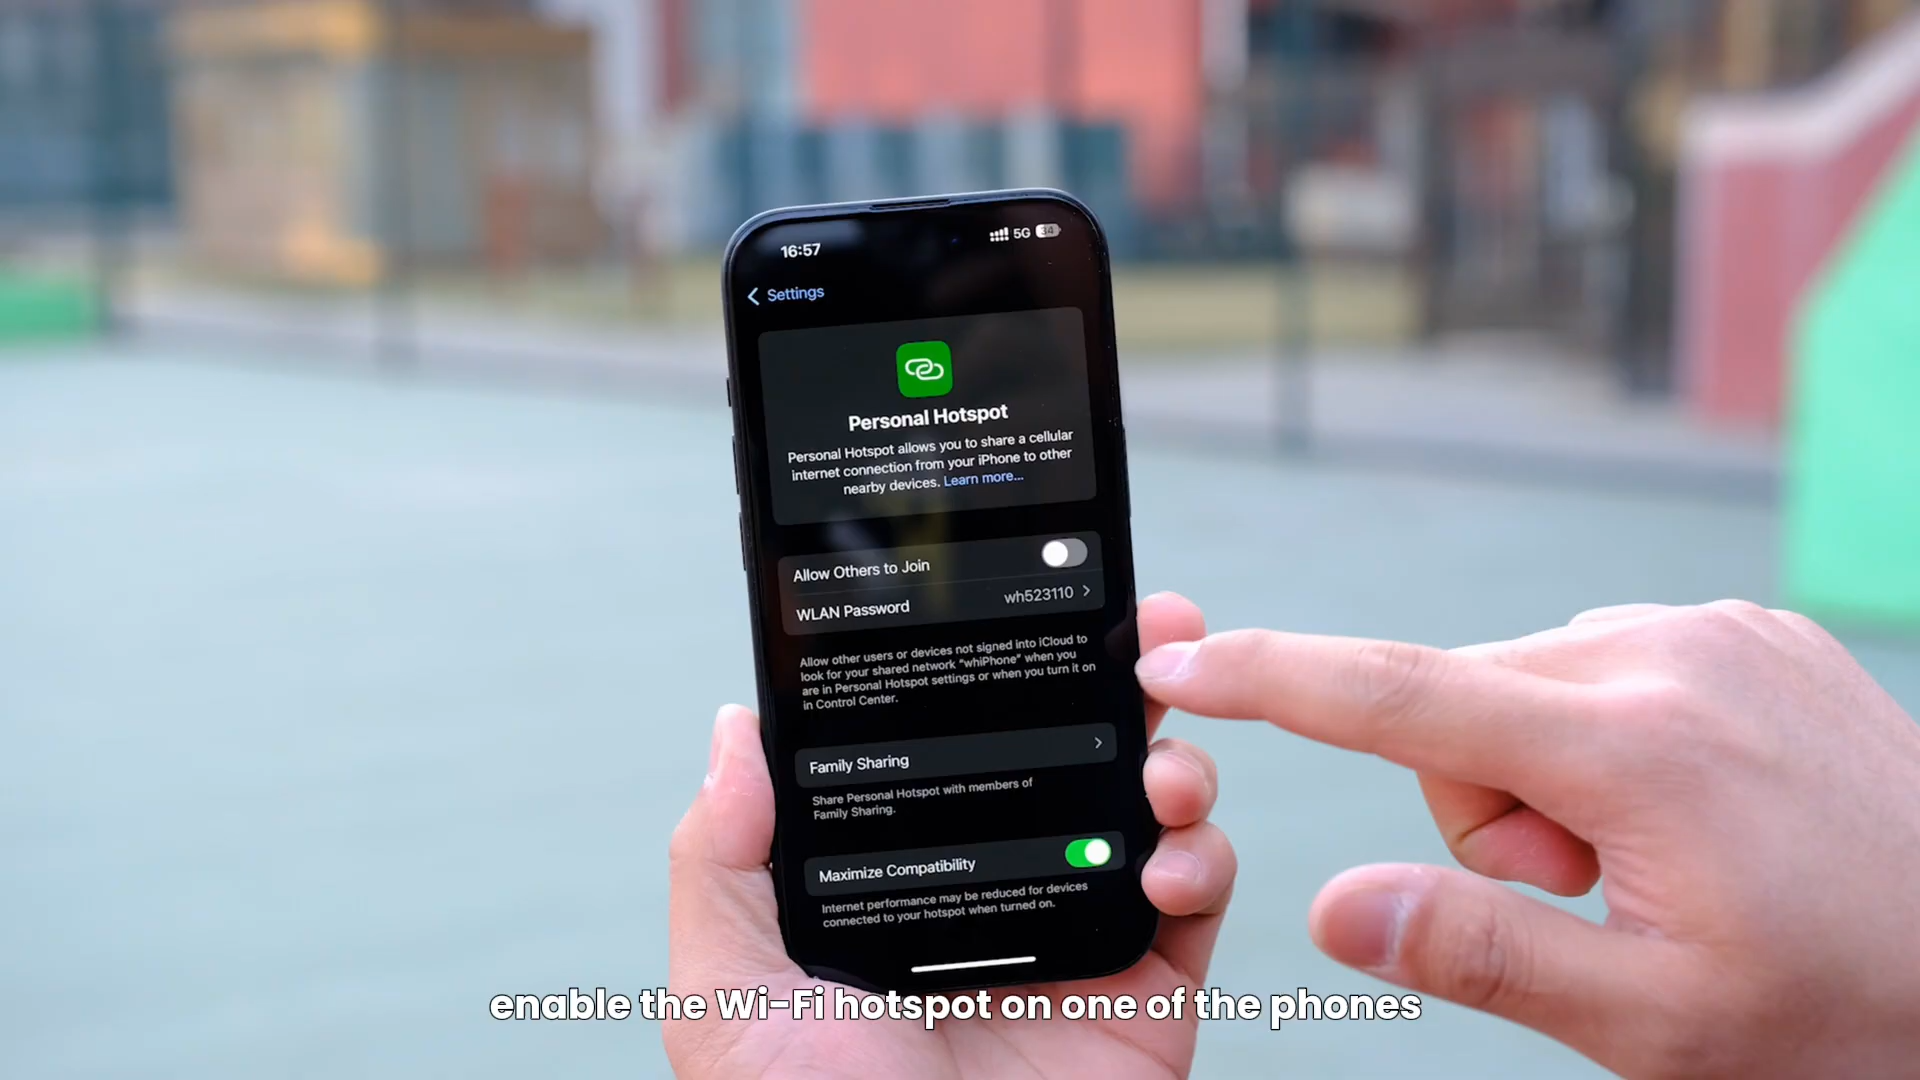 16:57
5G 34
Settings
Personal Hotspot
Personal Hotspot allows you to share a cellular
internet connection from your iPhone to other
nearby devices. Learn more...
Allow Others to Join
WLAN Password wh523110
Allow other users or devices not signed into iCloud to
look for your shared network “whiPhone” when you
are in Personal Hotspot settings or when you turn it on
in Control Center.
Family Sharing
Share Personal Hotspot with members of
Family Sharing.
Maximize Compatibility
Internet performance may be reduced for devices
connected to your hotspot when turned on.
enable the Wi-Fi hotspot on one of the phones